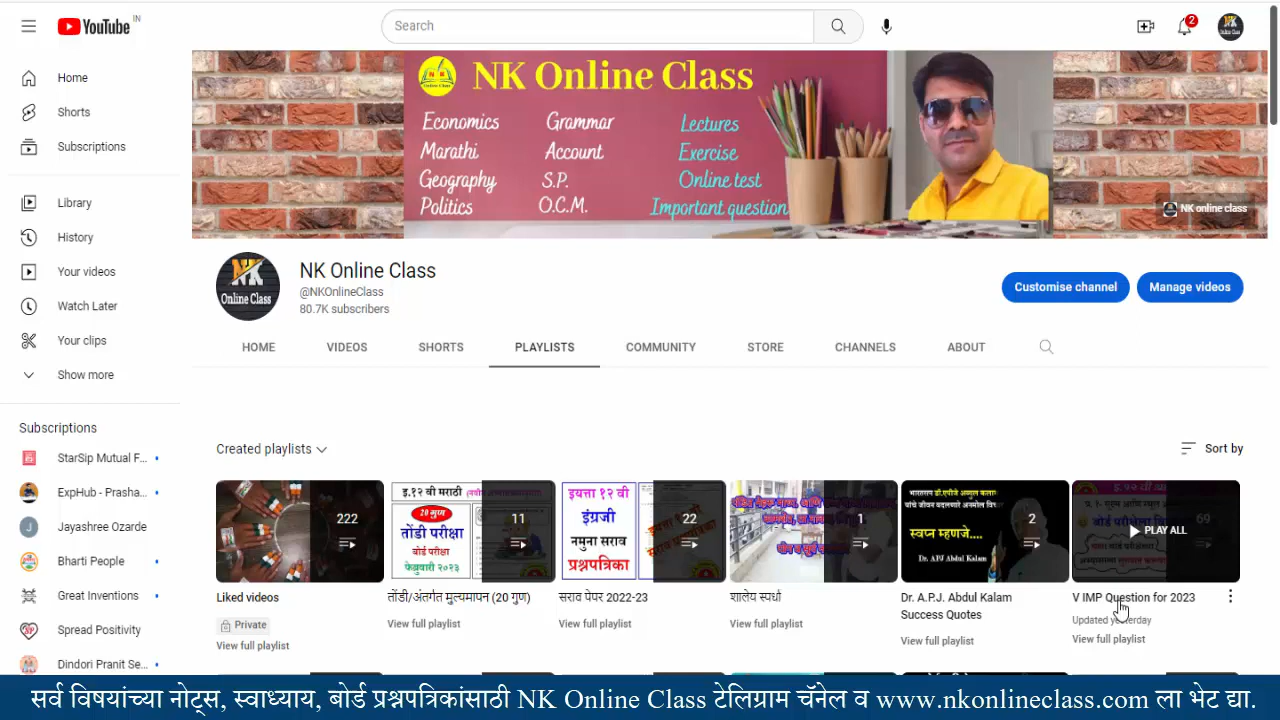 YouTube IN
Search
2
Home
Shorts
Subscriptions
Library
History
Your videos
Watch Later
Your clips
Show more
Subscriptions
StarSip Mutual F...
ExpHub - Prasha...
J Jayashree Ozarde
Bharti People
Great Inventions
Spread Positivity
Dindori Pranit Se...
NK Online Class
Economics Grammar Lectures
Marathi Account Exercise
Geography S.P. Online test
Politics O.C.M. Important question
NK online class
NK
Online Class
NK Online Class
@NKOnlineClass
80.7K subscribers
Customise channel Manage videos
HOME VIDEOS SHORTS PLAYLISTS COMMUNITY STORE CHANNELS ABOUT
Created playlists Sort by
222
Liked videos
Private
View full playlist
इ.१२ वी मराठी
20 गुण
तोंडी परीक्षा
बोर्ड परीक्षा
फेब्रुवारी २०२३
11
तोंडी/अंतर्गत मुल्यमापन (20 गुण)
View full playlist
इयत्ता १२ वी
इंग्रजी
नमुना सराव
प्रश्नपत्रिका
22
सराव पेपर 2022-23
View full playlist
1
शालेय स्पर्धा
View full playlist
स्वप्न म्हणजे....
Dr. APJ Abdul Kalam
2
Dr. A.P.J. Abdul Kalam
Success Quotes
View full playlist
69
PLAY ALL
V IMP Question for 2023
Updated yesterday
View full playlist
सर्व विषयांच्या नोट्स, स्वाध्याय, बोर्ड प्रश्नपत्रिकांसाठी NK Online Class टेलिग्राम चॅनेल व www.nkonlineclass.com ला भेट द्या.